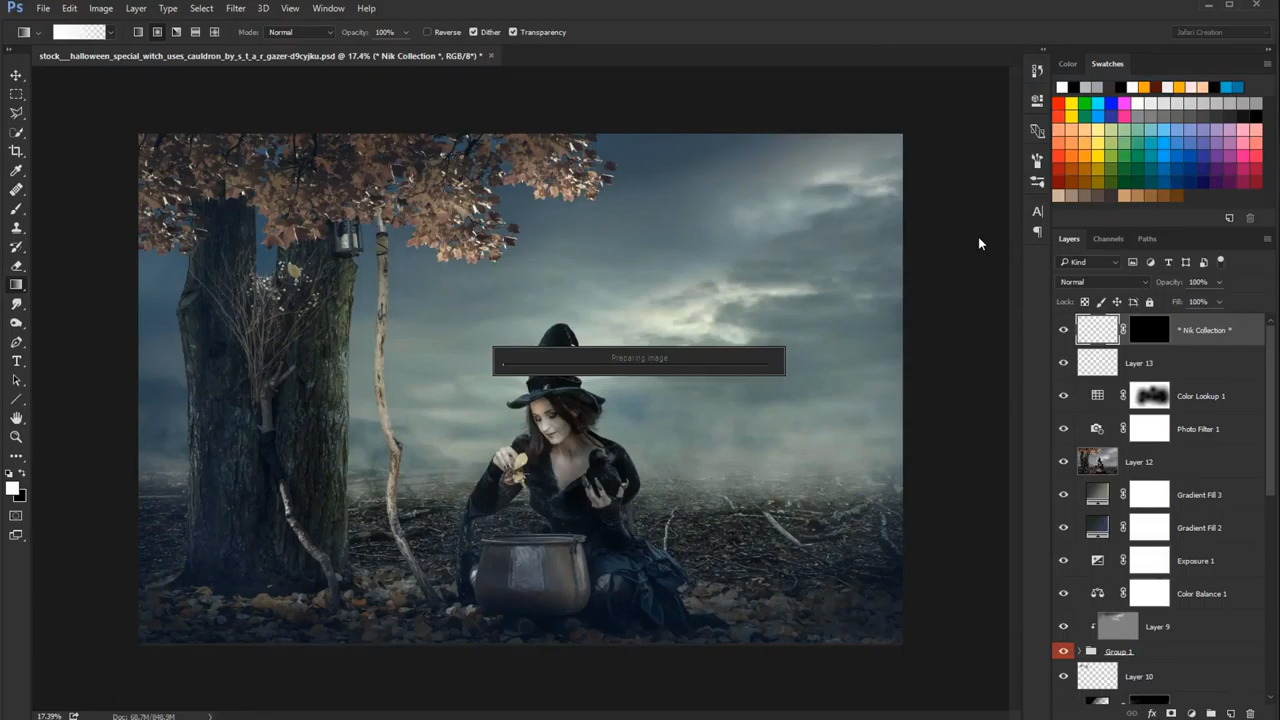 Ps File Edit Image Layer Type Select Filter 3D View Window Help
Mode: Normal Opacity: 100% Reverse Dither Transparency Jafari Creation
stock__halloween_special_witch_uses_cauldron_by_s_t_a_r_gazer-d9cyjku.psd @ 17.4% (* Nik Collection *, RGB/8*) * ×
Color Swatches
Layers Channels Paths
Kind
Normal Opacity: 100%
Lock: Fill: 100%
* Nik Collection *
Preparing image
Layer 13
Color Lookup 1
Photo Filter 1
Layer 12
Gradient Fill 3
Gradient Fill 2
Exposure 1
Color Balance 1
Layer 9
Group 1
Layer 10
17.39% Doc: 68.7M/848.9M